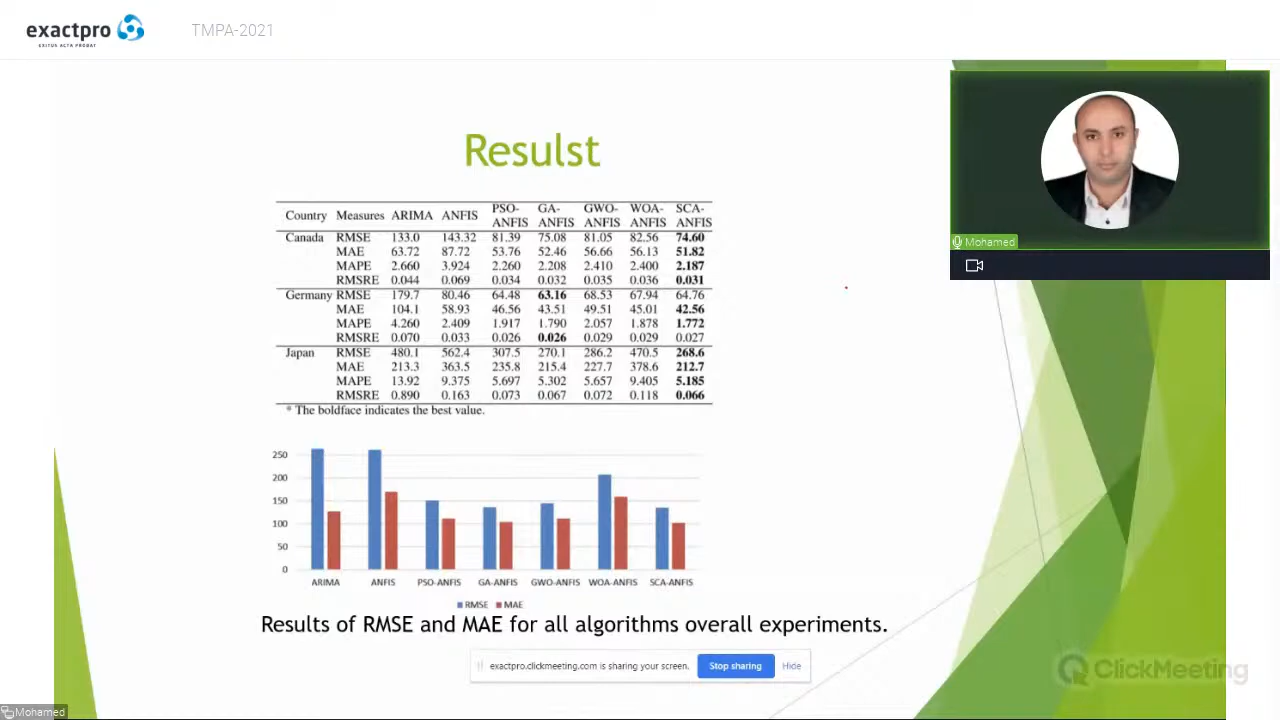 exactpro
EXITUS ACTA PROBAT
TMPA-2021
Resulst
Country Measures ARIMA ANFIS PSO-ANFIS GA-ANFIS GWO-ANFIS WOA-ANFIS SCA-ANFIS
Canada RMSE 133.0 143.32 81.39 75.08 81.05 82.56 74.60
MAE 63.72 87.72 53.76 52.46 56.66 56.13 51.82
MAPE 2.660 3.924 2.260 2.208 2.410 2.400 2.187
RMSRE 0.044 0.069 0.034 0.032 0.035 0.036 0.031
Germany RMSE 179.7 80.46 64.48 63.16 68.53 67.94 64.76
MAE 104.1 58.93 46.56 43.51 49.51 45.01 42.56
MAPE 4.260 2.409 1.917 1.790 2.057 1.878 1.772
RMSRE 0.070 0.033 0.026 0.026 0.029 0.029 0.027
Japan RMSE 480.1 562.4 307.5 270.1 286.2 470.5 268.6
MAE 213.3 363.5 235.8 215.4 227.7 378.6 212.7
MAPE 13.92 9.375 5.697 5.302 5.657 9.405 5.185
RMSRE 0.890 0.163 0.073 0.067 0.072 0.118 0.066
* The boldface indicates the best value.
250
200
150
100
50
0
ARIMA ANFIS PSO-ANFIS GA-ANFIS GWO-ANFIS WOA-ANFIS SCA-ANFIS
RMSE MAE
Results of RMSE and MAE for all algorithms overall experiments.
exactpro.clickmeeting.com is sharing your screen. Stop sharing Hide
Mohamed
ClickMeeting
Mohamed